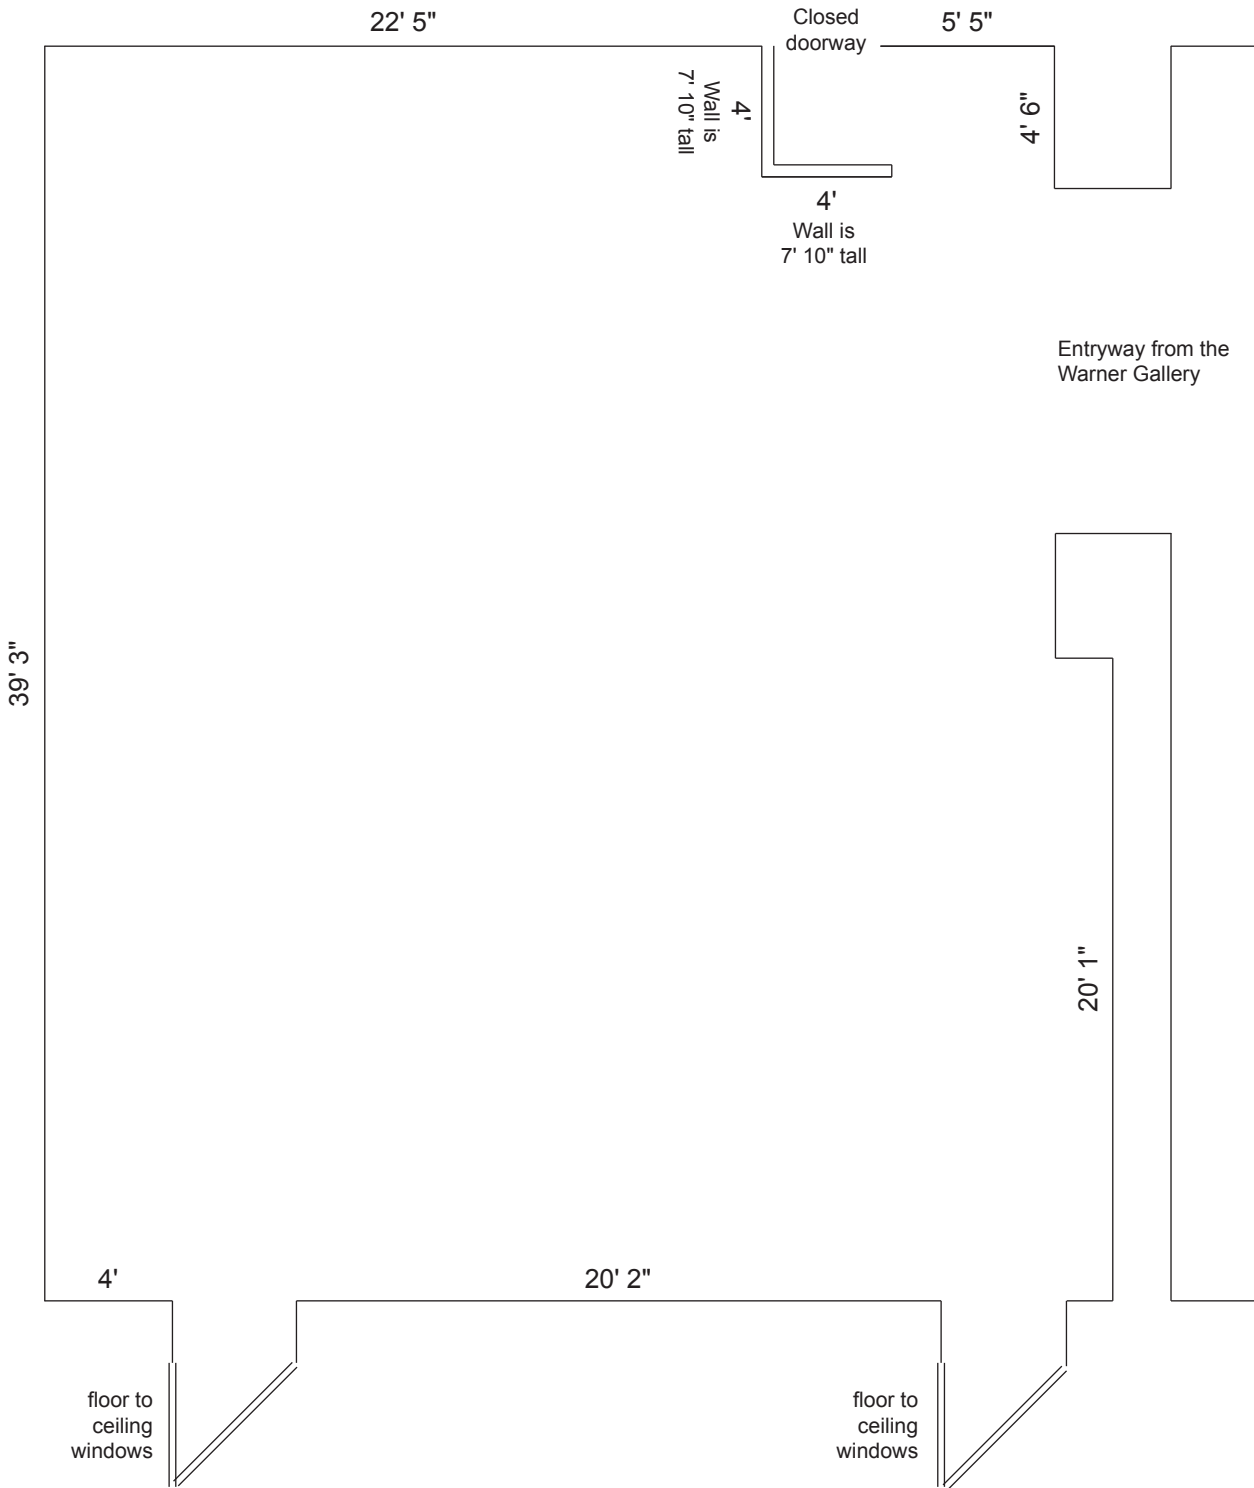 22' 5"
Closed
doorway
5' 5"
4'
Wall is
7' 10" tall
4' 6"
4'
Wall is
7' 10" tall
Entryway from the
Warner Gallery
39' 3"
20' 1"
4'
20' 2"
floor to
ceiling
windows
floor to
ceiling
windows